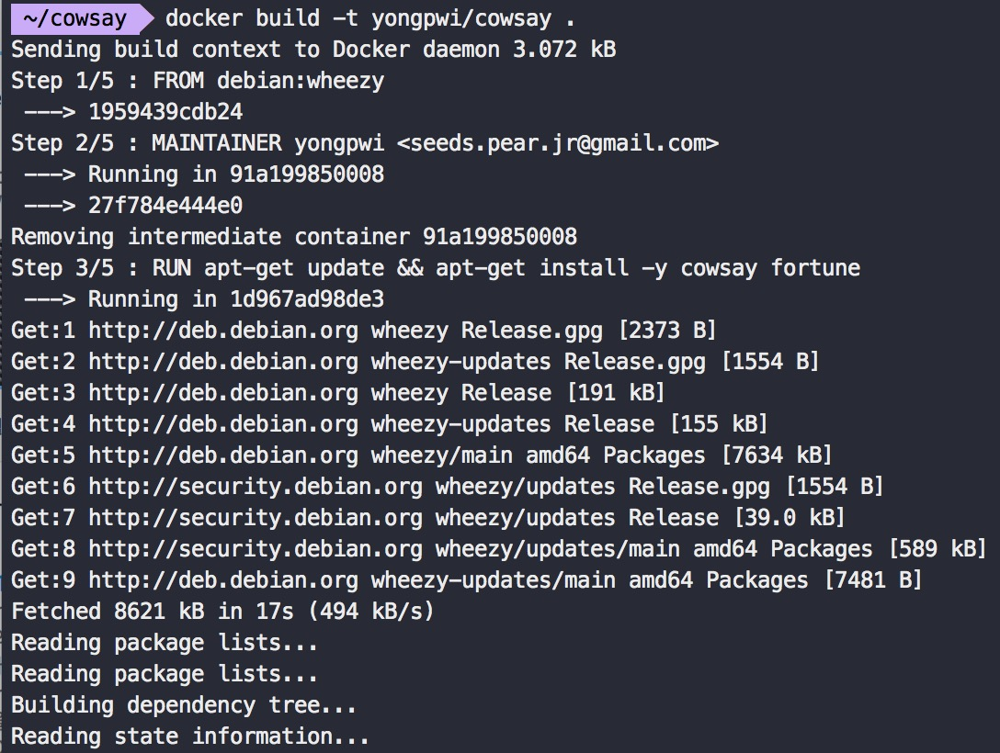 ~/cowsay docker build -t yongpwi/cowsay .
Sending build context to Docker daemon 3.072 kB
Step 1/5 : FROM debian:wheezy
---> 1959439cdb24
Step 2/5 : MAINTAINER yongpwi <seeds.pear.jr@gmail.com>
---> Running in 91a199850008
---> 27f784e444e0
Removing intermediate container 91a199850008
Step 3/5 : RUN apt-get update && apt-get install -y cowsay fortune
---> Running in 1d967ad98de3
Get:1 http://deb.debian.org wheezy Release.gpg [2373 B]
Get:2 http://deb.debian.org wheezy-updates Release.gpg [1554 B]
Get:3 http://deb.debian.org wheezy Release [191 kB]
Get:4 http://deb.debian.org wheezy-updates Release [155 kB]
Get:5 http://deb.debian.org wheezy/main amd64 Packages [7634 kB]
Get:6 http://security.debian.org wheezy/updates Release.gpg [1554 B]
Get:7 http://security.debian.org wheezy/updates Release [39.0 kB]
Get:8 http://security.debian.org wheezy/updates/main amd64 Packages [589 kB]
Get:9 http://deb.debian.org wheezy-updates/main amd64 Packages [7481 B]
Fetched 8621 kB in 17s (494 kB/s)
Reading package lists...
Reading package lists...
Building dependency tree...
Reading state information...